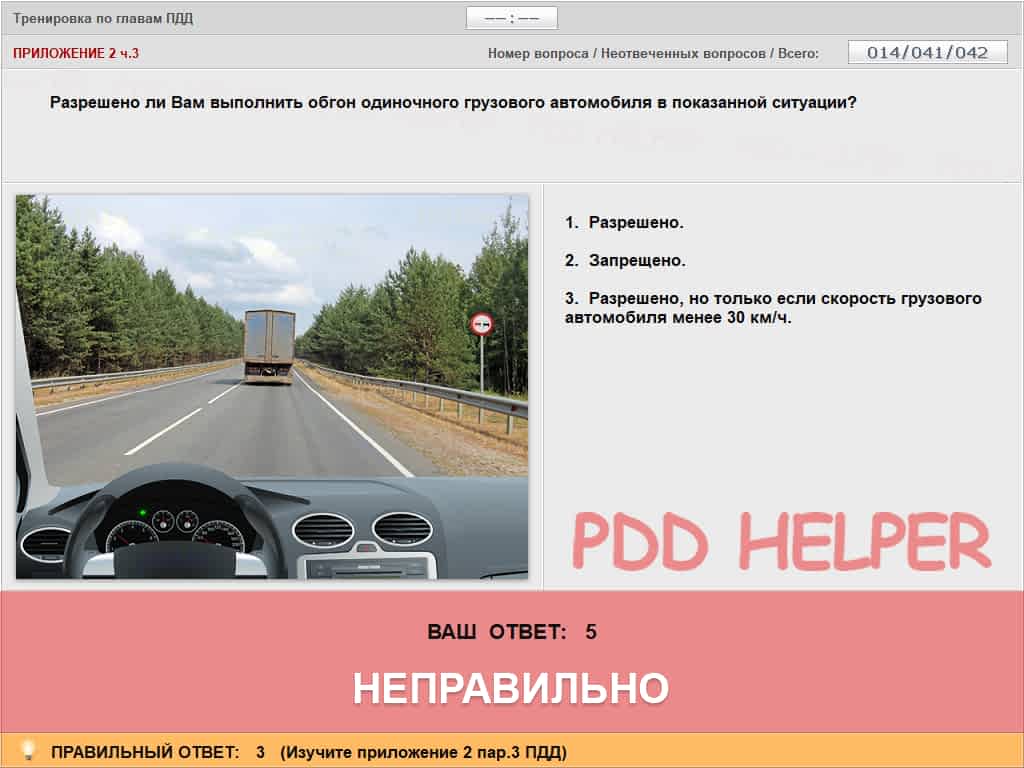 Тренировка по главам ПДД
–– : ––
ПРИЛОЖЕНИЕ 2 ч.3
Номер вопроса / Неотвеченных вопросов / Всего: 014/041/042
Разрешено ли Вам выполнить обгон одиночного грузового автомобиля в показанной ситуации?
1. Разрешено.
2. Запрещено.
3. Разрешено, но только если скорость грузового
автомобиля менее 30 км/ч.
PDD HELPER
ВАШ ОТВЕТ: 5
НЕПРАВИЛЬНО
ПРАВИЛЬНЫЙ ОТВЕТ: 3 (Изучите приложение 2 пар.3 ПДД)